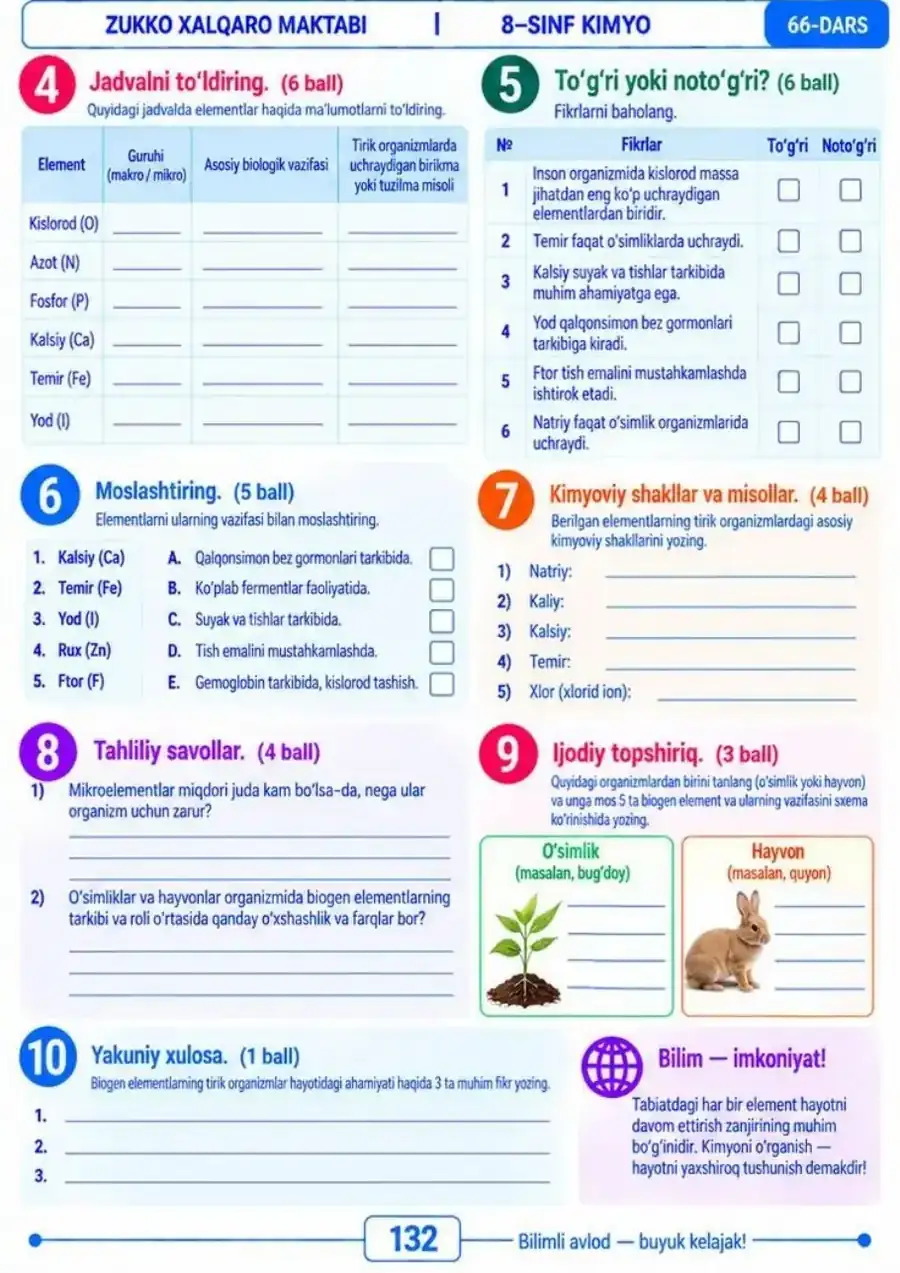 ZUKKO XALQARO MAKTABI | 8–SINF KIMYO 66-DARS
4 Jadvalni to‘ldiring. (6 ball)
Quyidagi jadvalda elementlar haqida ma’lumotlarni to‘ldiring.
Element
Guruhi
(makro / mikro)
Asosiy biologik vazifasi
Tirik organizmlarda
uchraydigan birikma
yoki tuzilma misoli
Kislorod (O)
Azot (N)
Fosfor (P)
Kalsiy (Ca)
Temir (Fe)
Yod (I)
5 To‘g‘ri yoki noto‘g‘ri? (6 ball)
Fikrlarni baholang.
№ Fikrlar To‘g‘ri Noto‘g‘ri
1 Inson organizmida kislorod massa
jihatdan eng ko‘p uchraydigan
elementlardan biridir.
2 Temir faqat o‘simliklarda uchraydi.
3 Kalsiy suyak va tishlar tarkibida
muhim ahamiyatga ega.
4 Yod qalqonsimon bez gormonlari
tarkibiga kiradi.
5 Ftor tish emalini mustahkamlashda
ishtirok etadi.
6 Natriy faqat o‘simlik organizmlarida
uchraydi.
6 Moslashtiring. (5 ball)
Elementlarni ularning vazifasi bilan moslashtiring.
1. Kalsiy (Ca) A. Qalqonsimon bez gormonlari tarkibida.
2. Temir (Fe) B. Ko‘plab fermentlar faoliyatida.
3. Yod (I) C. Suyak va tishlar tarkibida.
4. Rux (Zn) D. Tish emalini mustahkamlashda.
5. Ftor (F) E. Gemoglobin tarkibida, kislorod tashish.
7 Kimyoviy shakllar va misollar. (4 ball)
Berilgan elementlarning tirik organizmlardagi asosiy
kimyoviy shakllarini yozing.
1) Natriy:
2) Kaliy:
3) Kalsiy:
4) Temir:
5) Xlor (xlorid ion):
8 Tahliliy savollar. (4 ball)
1) Mikroelementlar miqdori juda kam bo‘lsa–da, nega ular
organizm uchun zarur?
2) O‘simliklar va hayvonlar organizmida biogen elementlarning
tarkibi va roli o‘rtasida qanday o‘xshashlik va farqlar bor?
9 Ijodiy topshiriq. (3 ball)
Quyidagi organizmlardan birini tanlang (o‘simlik yoki hayvon)
va unga mos 5 ta biogen element va ularning vazifasini sxema
ko‘rinishida yozing.
O‘simlik
(masalan, bug‘doy)
Hayvon
(masalan, quyon)
10 Yakuniy xulosa. (1 ball)
Biogen elementlarning tirik organizmlar hayotidagi ahamiyati haqida 3 ta muhim fikr yozing.
1.
2.
3.
Bilim — imkoniyat!
Tabiatdagi har bir element hayotni
davom ettirish zanjirining muhim
bo‘g‘inidir. Kimyoni o‘rganish —
hayotni yaxshiroq tushunish demakdir!
132
Bilimli avlod — buyuk kelajak!